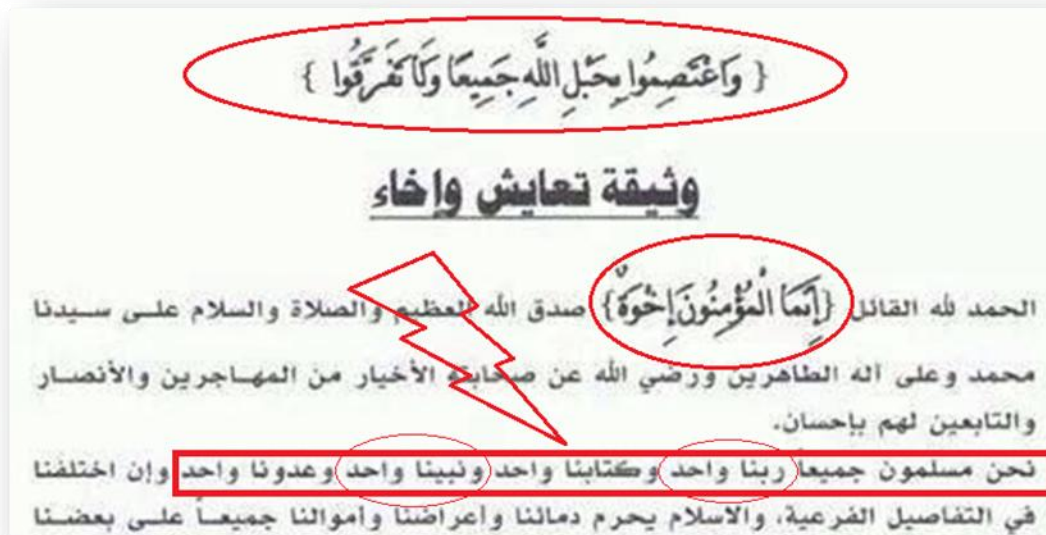 { وَاعْتَصِمُوا بِحَبْلِ اللَّهِ جَمِيعًا وَلَا تَفَرَّقُوا }
وثيقة تعايش وإخاء
الحمد لله القائل {إِنَّمَا الْمُؤْمِنُونَ إِخْوَةٌ} صدق الله العظيم والصلاة والسلام على سيدنا
محمد وعلى آله الطاهرين ورضي الله عن صحابته الأخيار من المهاجرين والأنصار
والتابعين لهم بإحسان.
نحن مسلمون جميعاً ربنا واحد وكتابنا واحد ونبينا واحد وعدونا واحد وإن اختلفنا
في التفاصيل الفرعية، والاسلام يحرم دمائنا وأعراضنا وأموالنا جميعاً على بعضنا